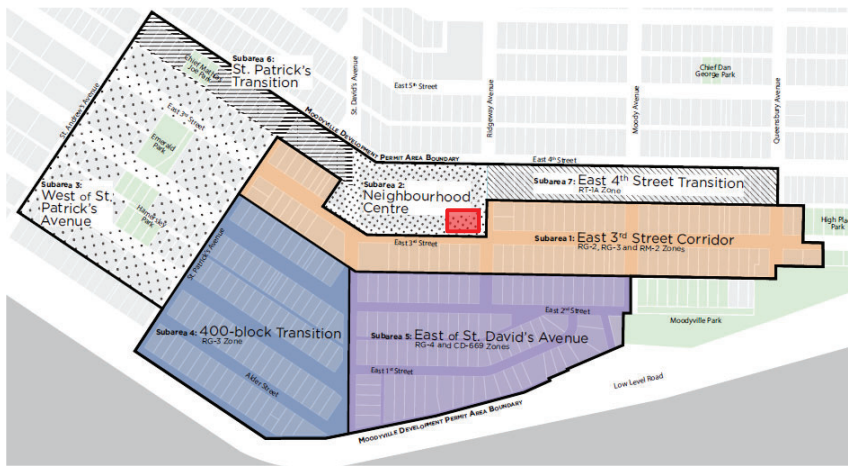 Subarea 6:
St. Patrick's
Transition
Chief Mathias
Joe Park
St. Andrew's Avenue
East 3rd Street
Emerald
Park
MOODYVILLE DEVELOPMENT PERMIT AREA BOUNDARY
St. David's Avenue
East 5th Street
Ridgeway Avenue
Moody Avenue
Chief Dan
George Park
Queensbury Avenue
East 4th Street
Subarea 3:
West of St.
Patrick's
Avenue
Park
Subarea 2:
Neighbourhood
Centre
Subarea 7: East 4th Street Transition
RT-1A Zone
High Pla
Park
St. Patrick's Avenue
East 3rd Street
Subarea 1: East 3rd Street Corridor
RG-2, RG-3 and RM-2 Zones
East 2nd Street
Moodyville Park
Subarea 4: 400-block Transition
RG-3 Zone
Subarea 5: East of St. David's Avenue
RG-4 and CD-669 Zones
East 1st Street
Alder Street
Low Level Road
MOODYVILLE DEVELOPMENT PERMIT AREA BOUNDARY